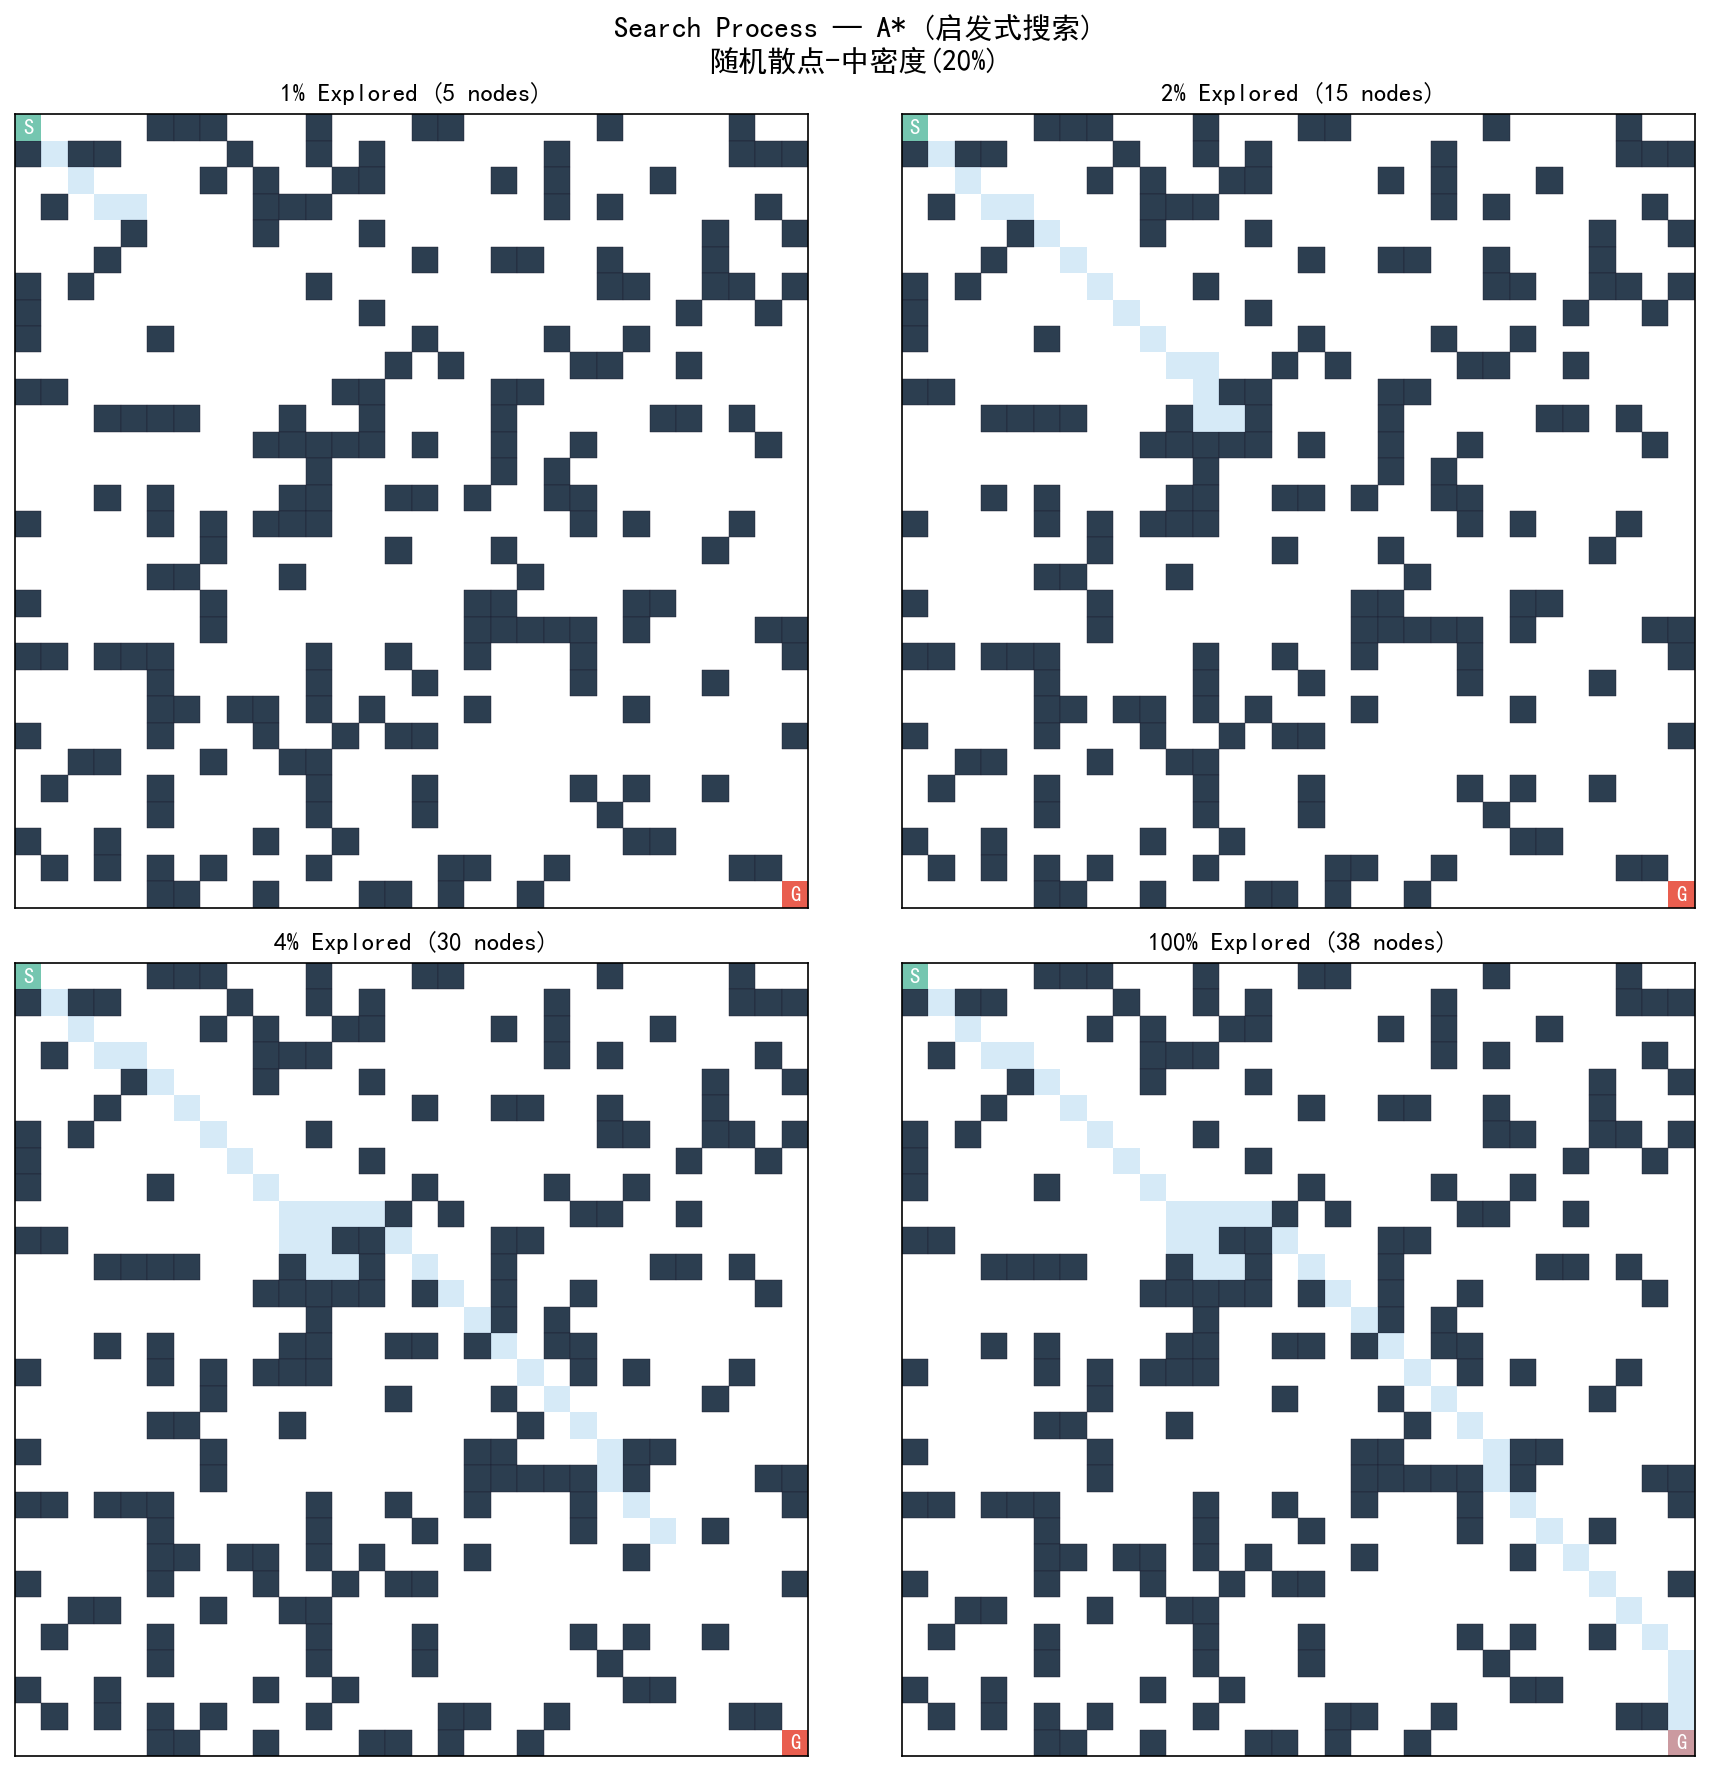 Search Process —— A* (启发式搜索)
随机散点-中密度(20%)
1% Explored (5 nodes)
2% Explored (15 nodes)
S
S
G
G
4% Explored (30 nodes)
100% Explored (38 nodes)
S
S
G
G